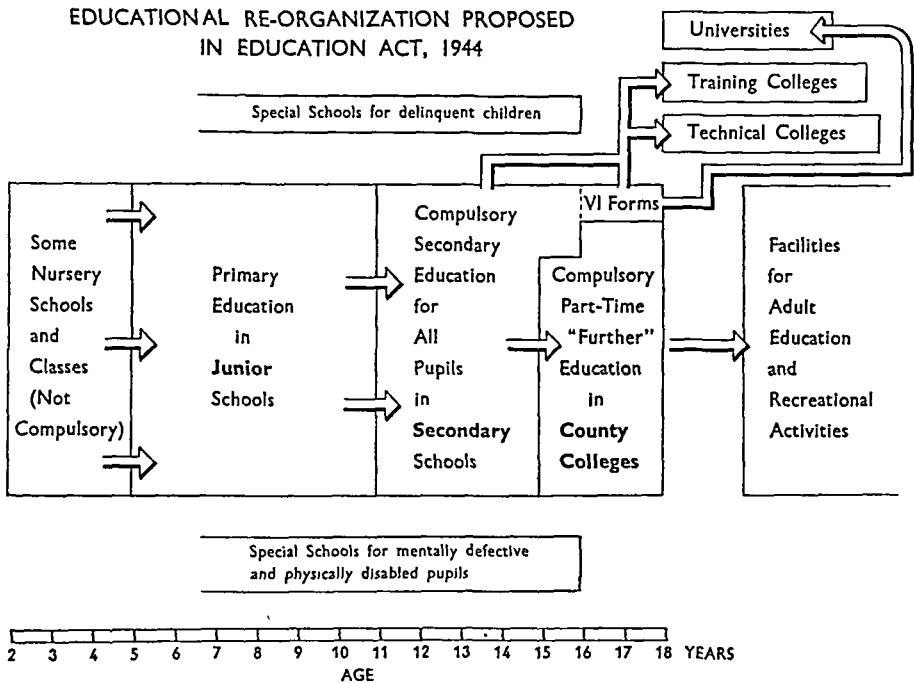 EDUCATIONAL RE-ORGANIZATION PROPOSED
IN EDUCATION ACT, 1944
Universities
Training Colleges
Technical Colleges
Special Schools for delinquent children
Some
Nursery
Schools
and
Classes
(Not
Compulsory)
Primary
Education
in
Junior
Schools
Compulsory
Secondary
Education
for
All
Pupils
in
Secondary
Schools
VI Forms
Compulsory
Part-Time
"Further"
Education
in
County
Colleges
Facilities
for
Adult
Education
and
Recreational
Activities
Special Schools for mentally defective
and physically disabled pupils
2 3 4 5 6 7 8 9 10 11 12 13 14 15 16 17 18 YEARS
AGE